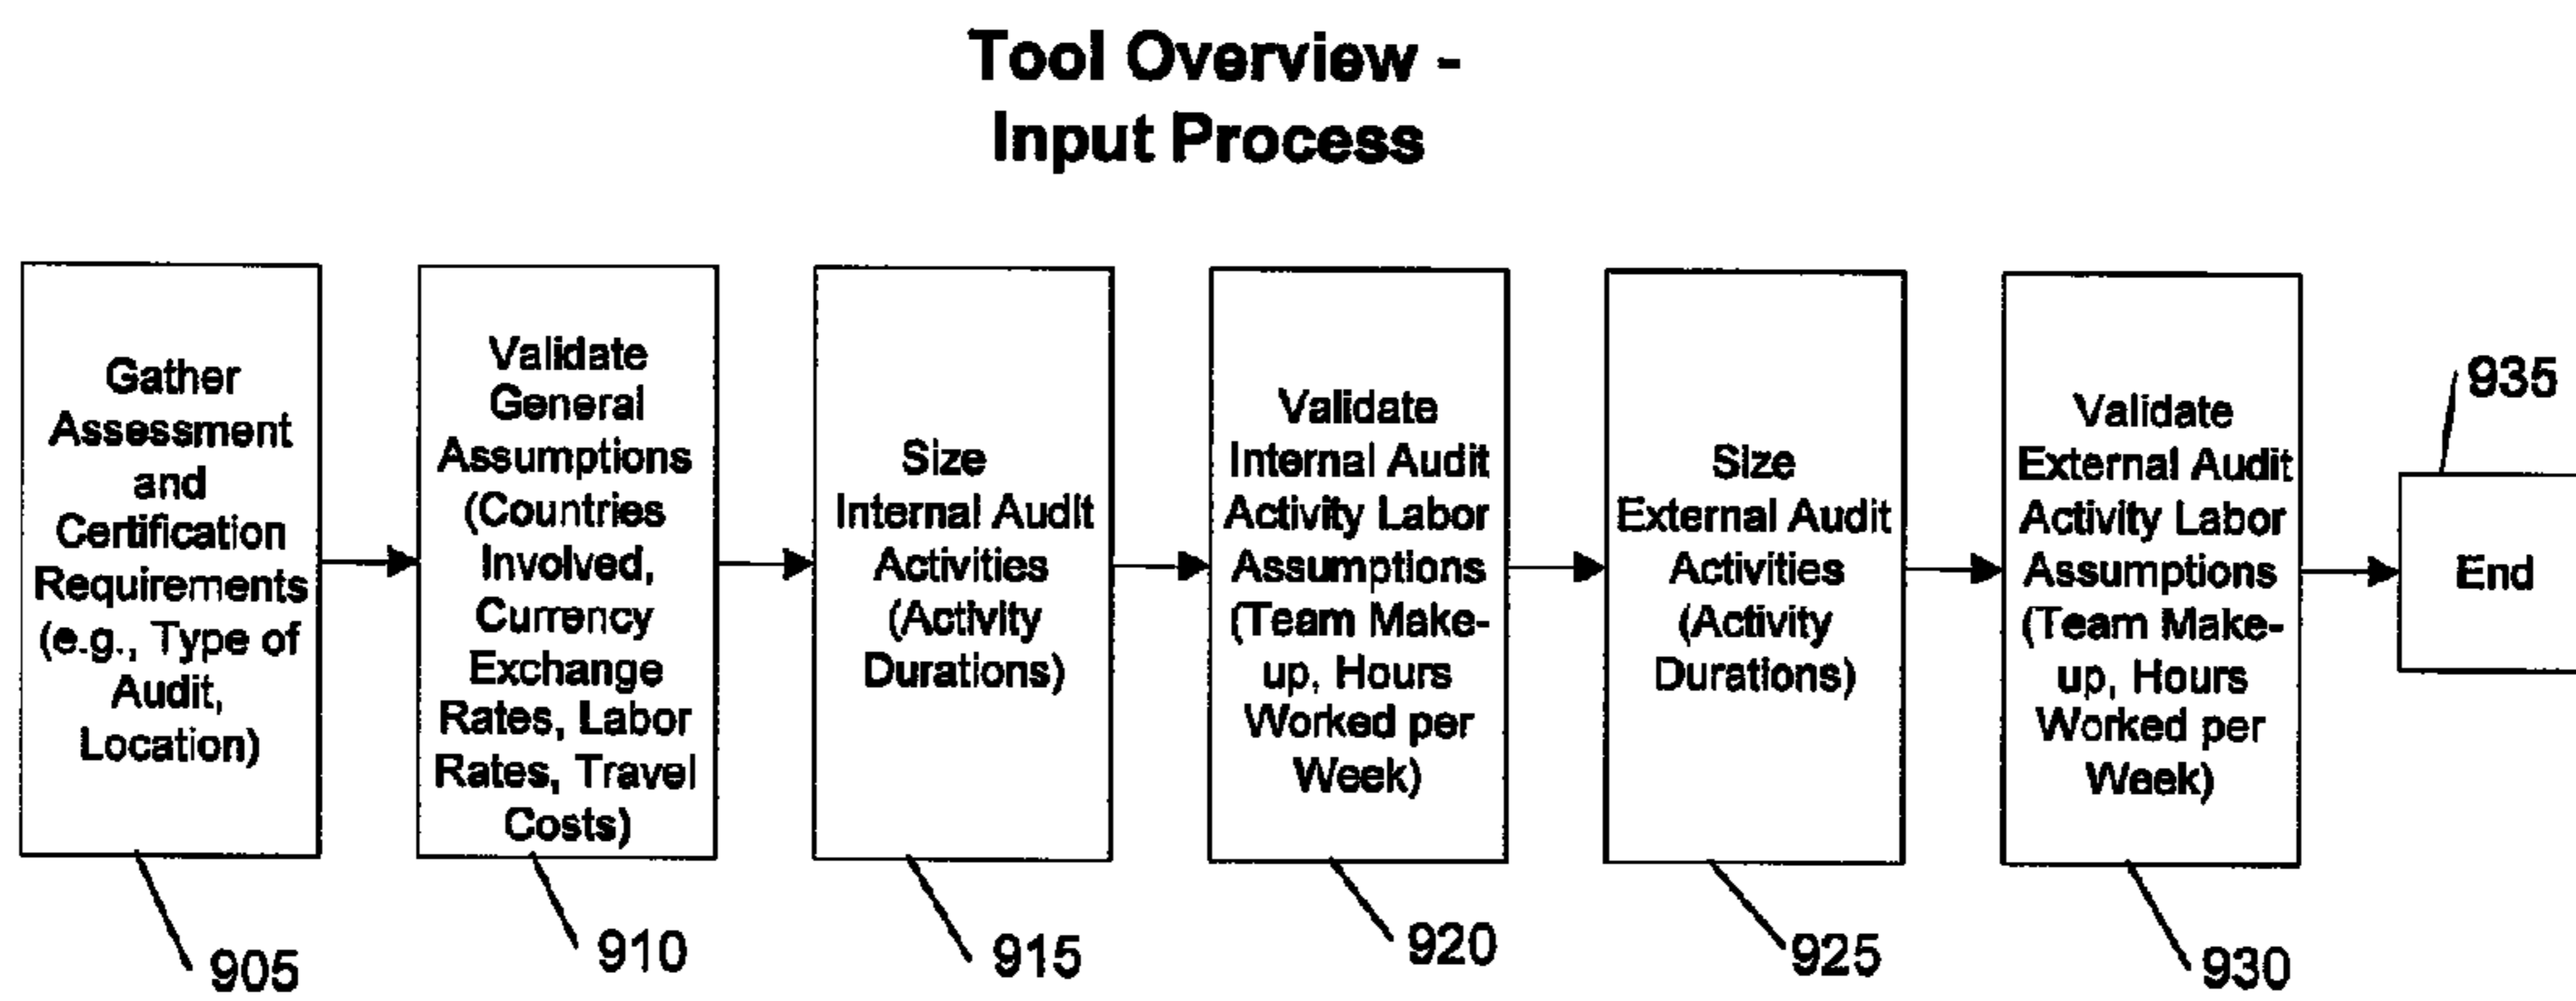 Tool Overview -
Input Process
Gather
Assessment
and
Certification
Requirements
(e.g., Type of
Audit,
Location)
905
Validate
General
Assumptions
(Countries
Involved,
Currency
Exchange
Rates, Labor
Rates, Travel
Costs)
910
Size
Internal Audit
Activities
(Activity
Durations)
915
Validate
Internal Audit
Activity Labor
Assumptions
(Team Make-
up, Hours
Worked per
Week)
920
Size
External Audit
Activities
(Activity
Durations)
925
Validate
External Audit
Activity Labor
Assumptions
(Team Make-
up, Hours
Worked per
Week)
930
935
End